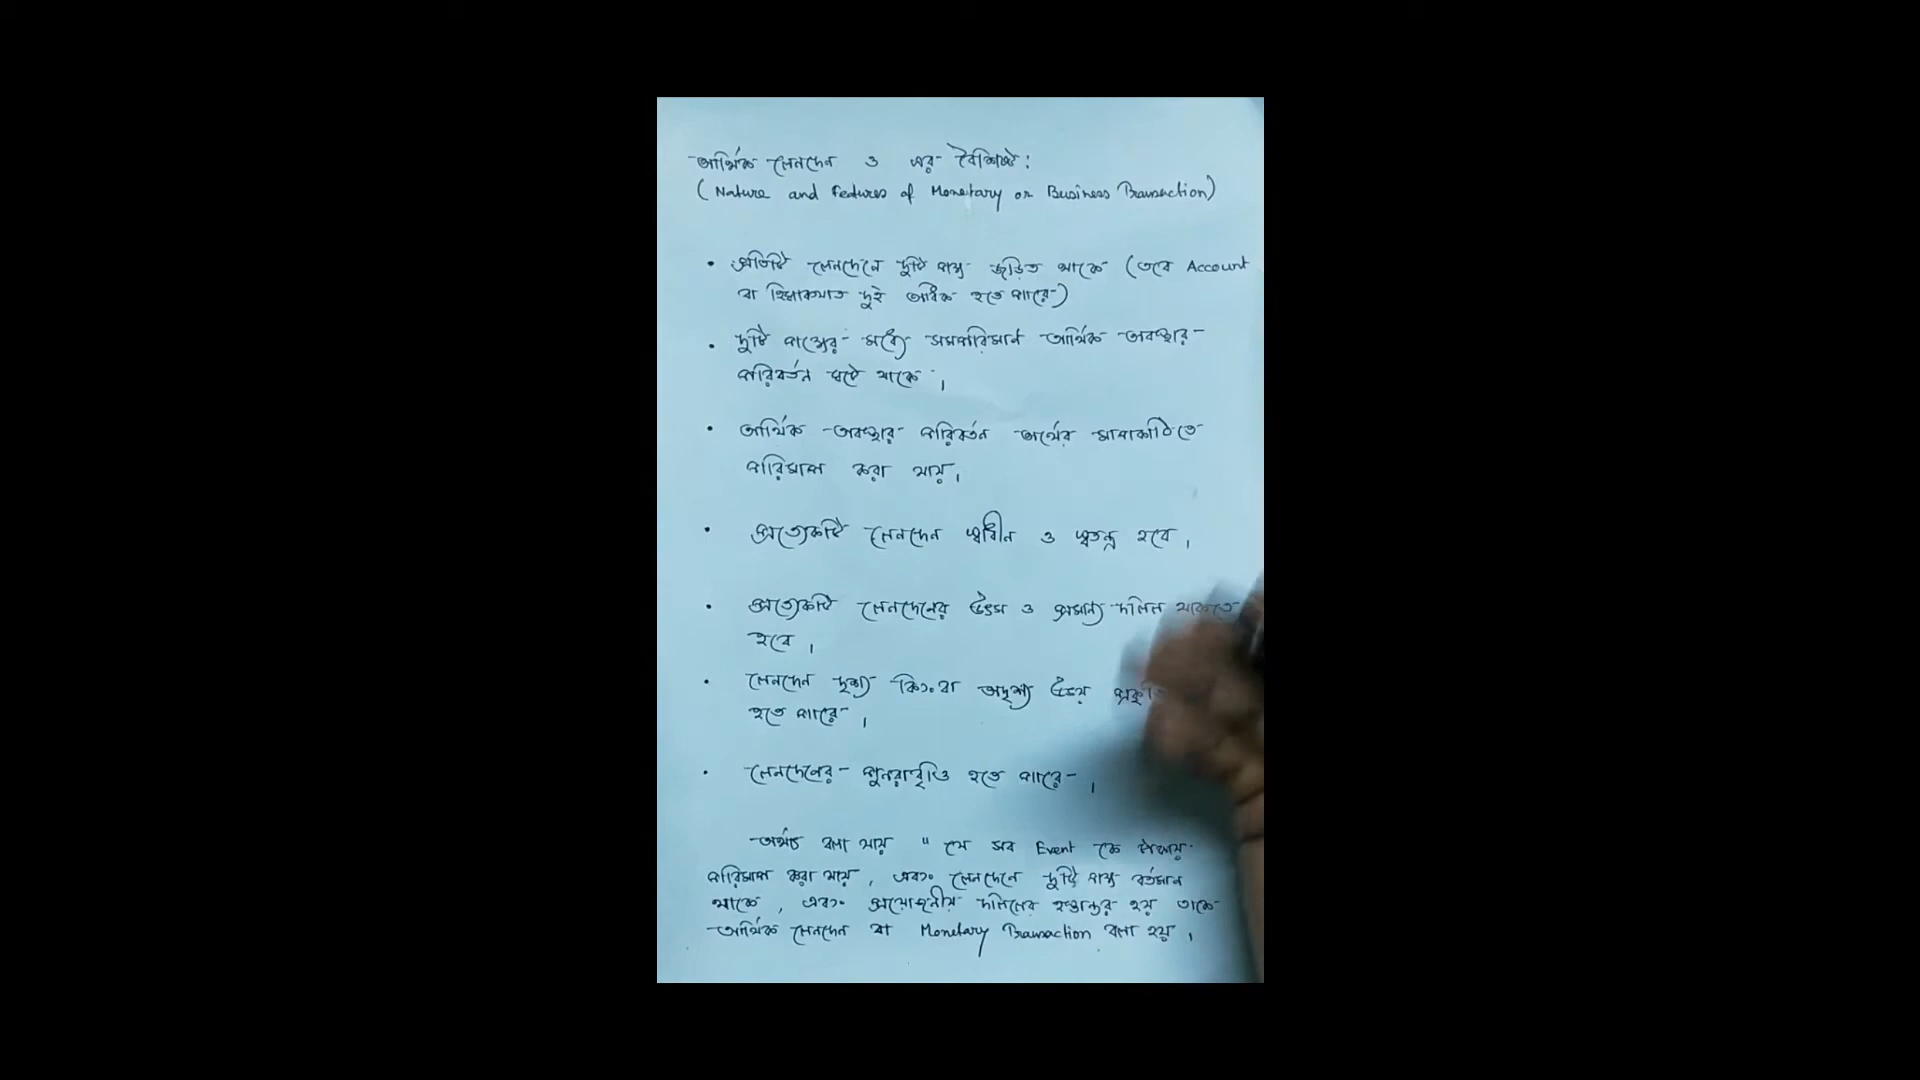 আর্থিক লেনদেন ও এর বৈশিষ্ট্য:
(Nature and Features of Monetary or Business Transaction)
• প্রতিটি লেনদেনে দুটি পক্ষ জড়িত থাকে (তবে Account
বা হিসাবখাত দুই অধিক হতে পারে)
• দুটি পক্ষের মধ্যে সমপরিমান আর্থিক অবস্থার
পরিবর্তন ঘটে থাকে।
• আর্থিক অবস্থার পরিবর্তন অর্থের মাপকাঠিতে
পরিমাপ করা যায়।
• প্রত্যেকটি লেনদেন স্বাধীন ও স্বতন্ত্র হবে।
• প্রত্যেকটি লেনদেনের উৎস ও প্রমান্য দলিল থাকতে
হবে।
• লেনদেন দৃশ্য কিংবা অদৃশ্য উভয়
হতে পারে।
• লেনদেনের পুনরাবৃত্তি হতে পারে।
বলা যায় " যে সব Event কে
পরিমাপ করা যায়, এবং লেনদেনে দুটি পক্ষ বর্তমান
থাকে, এবং প্রয়োজনীয় দলিলের হস্তান্তর হয় তাকে
আর্থিক লেনদেন বা Monetary Transaction বলা হয়।